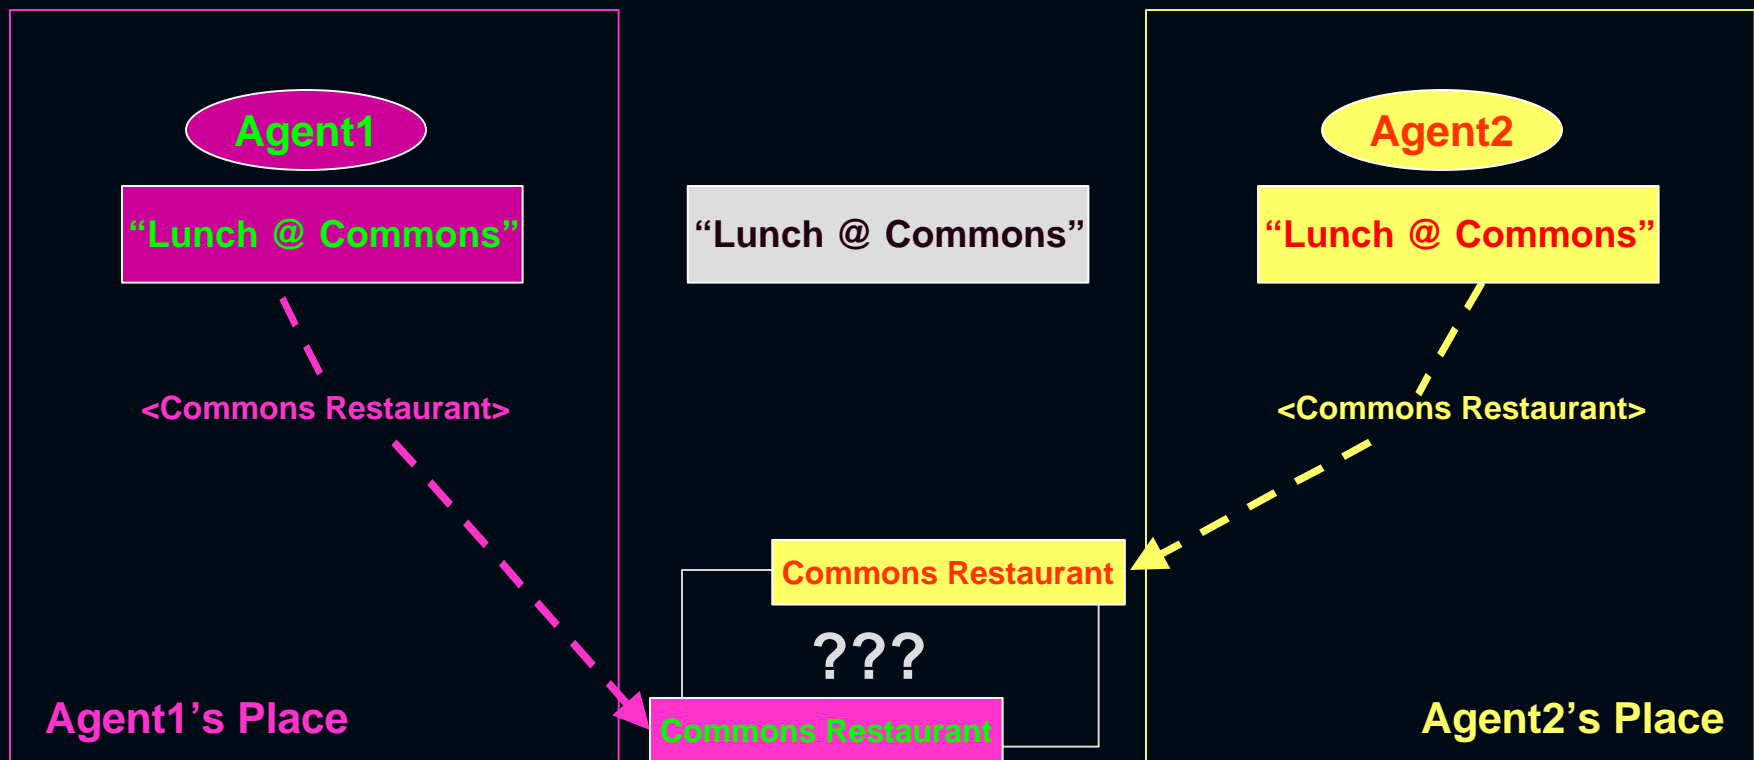 Agent1
Agent2
“Lunch @ Commons”
“Lunch @ Commons”
“Lunch @ Commons”
<Commons Restaurant>
<Commons Restaurant>
Commons Restaurant
???
Agent1’s Place
Commons Restaurant
Agent2’s Place